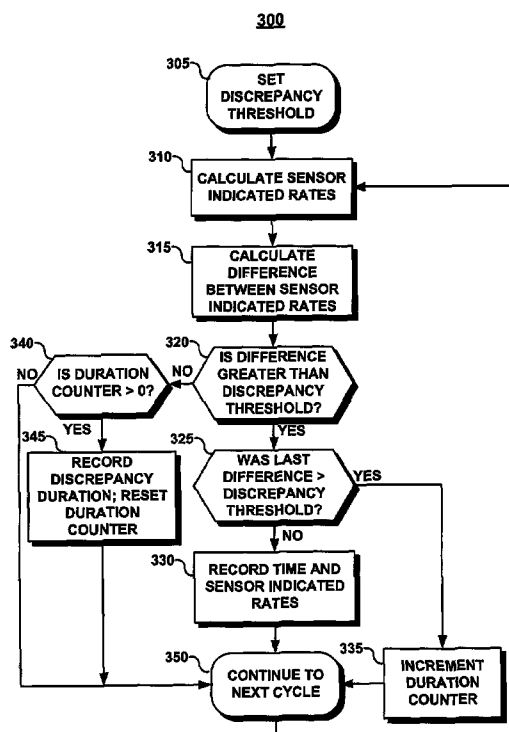 300
305
SET
DISCREPANCY
THRESHOLD
310
CALCULATE SENSOR
INDICATED RATES
315
CALCULATE
DIFFERENCE
BETWEEN SENSOR
INDICATED RATES
320
IS DIFFERENCE
GREATER THAN
DISCREPANCY
THRESHOLD?
NO
YES
340
IS DURATION
COUNTER > 0?
NO
YES
345
RECORD
DISCREPANCY
DURATION; RESET
DURATION
COUNTER
325
WAS LAST
DIFFERENCE >
DISCREPANCY
THRESHOLD?
YES
NO
330
RECORD TIME AND
SENSOR INDICATED
RATES
335
INCREMENT
DURATION
COUNTER
350
CONTINUE TO
NEXT CYCLE